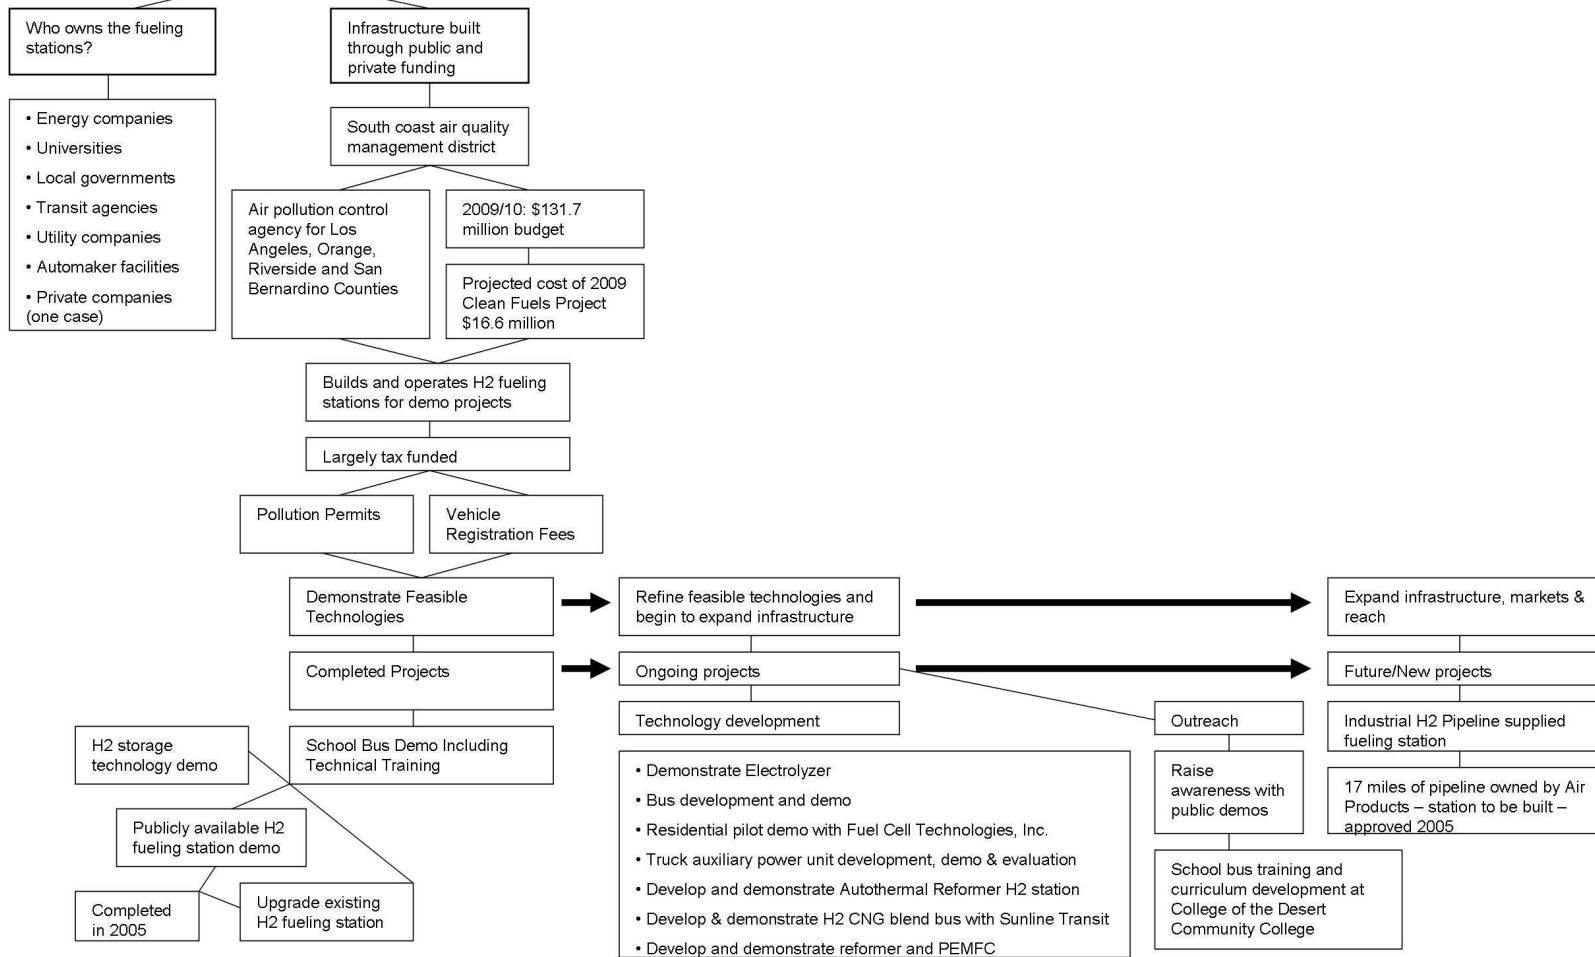 Who owns the fueling
stations?
• Energy companies
• Universities
• Local governments
• Transit agencies
• Utility companies
• Automaker facilities
• Private companies
(one case)
Infrastructure built
through public and
private funding
South coast air quality
management district
Air pollution control
agency for Los
Angeles, Orange,
Riverside and San
Bernardino Counties
2009/10: $131.7
million budget
Projected cost of 2009
Clean Fuels Project
$16.6 million
Builds and operates H2 fueling
stations for demo projects
Largely tax funded
Pollution Permits
Vehicle
Registration Fees
Demonstrate Feasible
Technologies
Completed Projects
School Bus Demo Including
Technical Training
H2 storage
technology demo
Publicly available H2
fueling station demo
Completed
in 2005
Upgrade existing
H2 fueling station
Refine feasible technologies and
begin to expand infrastructure
Ongoing projects
Technology development
• Demonstrate Electrolyzer
• Bus development and demo
• Residential pilot demo with Fuel Cell Technologies, Inc.
• Truck auxiliary power unit development, demo & evaluation
• Develop and demonstrate Autothermal Reformer H2 station
• Develop & demonstrate H2 CNG blend bus with Sunline Transit
• Develop and demonstrate reformer and PEMFC
Outreach
Raise
awareness with
public demos
School bus training and
curriculum development at
College of the Desert
Community College
Expand infrastructure, markets &
reach
Future/New projects
Industrial H2 Pipeline supplied
fueling station
17 miles of pipeline owned by Air
Products – station to be built –
approved 2005